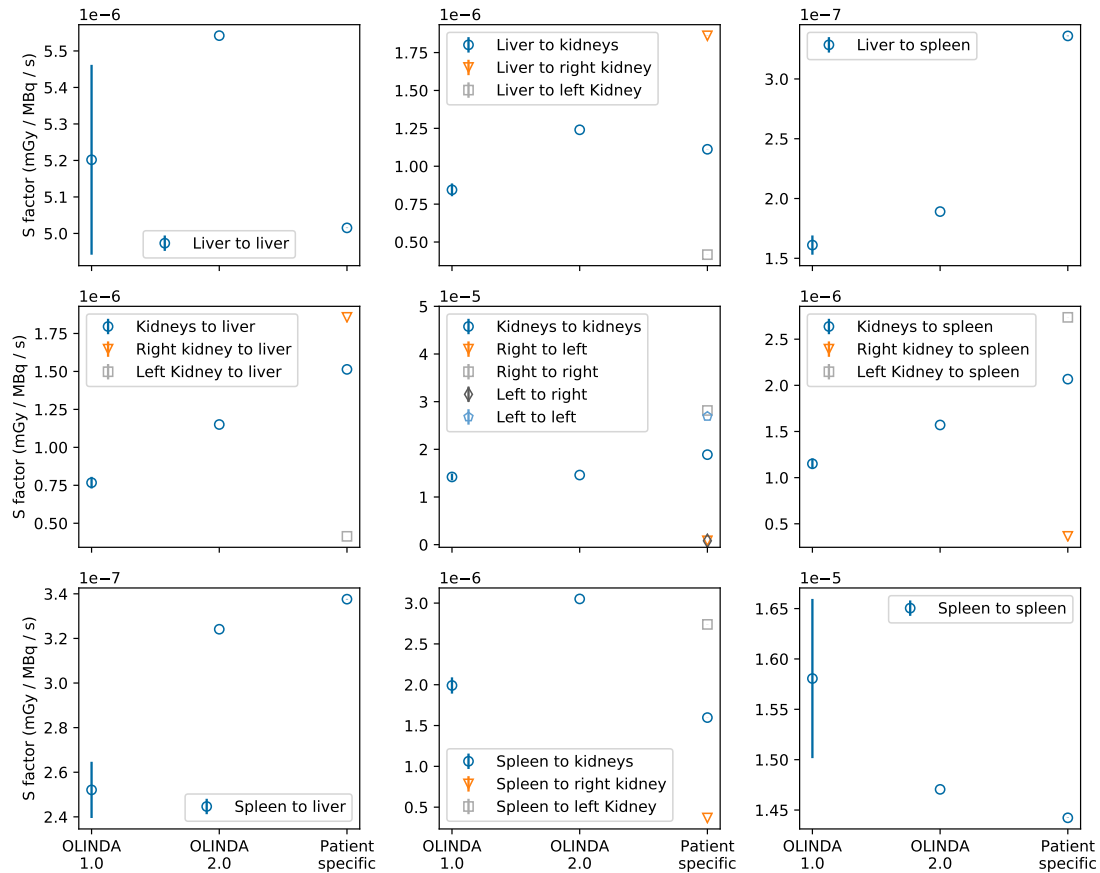 1e−6
S factor (mGy / MBq / s)
5.5
5.4
5.3
5.2
5.1
5.0
Liver to liver
1e−6
1.75
1.50
1.25
1.00
0.75
0.50
Liver to kidneys
Liver to right kidney
Liver to left Kidney
1e−7
3.0
2.5
2.0
1.5
Liver to spleen
1e−6
S factor (mGy / MBq / s)
1.75
1.50
1.25
1.00
0.75
0.50
Kidneys to liver
Right kidney to liver
Left Kidney to liver
1e−5
5
4
3
2
1
0
Kidneys to kidneys
Right to left
Right to right
Left to right
Left to left
1e−6
2.5
2.0
1.5
1.0
0.5
Kidneys to spleen
Right kidney to spleen
Left Kidney to spleen
1e−7
S factor (mGy / MBq / s)
3.4
3.2
3.0
2.8
2.6
2.4
Spleen to liver
OLINDA
1.0
OLINDA
2.0
Patient
specific
1e−6
3.0
2.5
2.0
1.5
1.0
0.5
Spleen to kidneys
Spleen to right kidney
Spleen to left Kidney
OLINDA
1.0
OLINDA
2.0
Patient
specific
1e−5
1.65
1.60
1.55
1.50
1.45
Spleen to spleen
OLINDA
1.0
OLINDA
2.0
Patient
specific